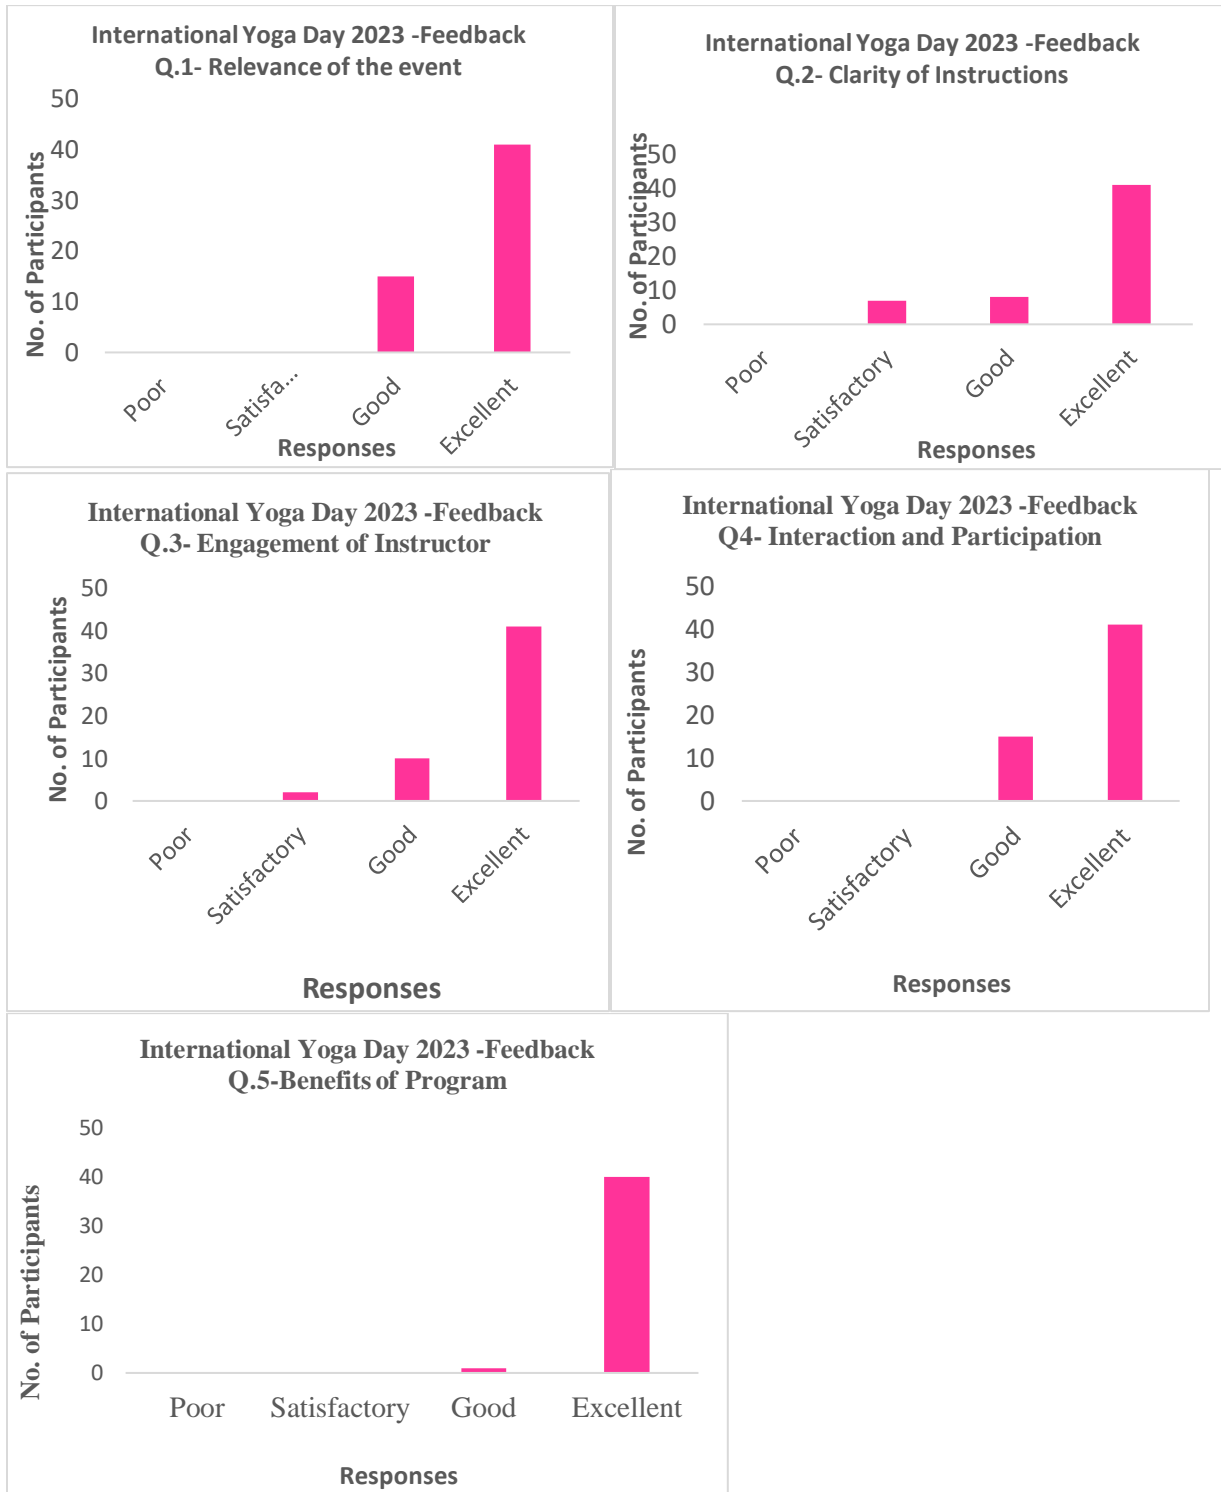 International Yoga Day 2023 -Feedback
Q.1- Relevance of the event
No. of Participants
50
40
30
20
10
0
Poor
Satisfa...
Good
Excellent
Responses
International Yoga Day 2023 -Feedback
Q.2- Clarity of Instructions
No. of Participants
50
40
30
20
10
0
Poor
Satisfactory
Good
Excellent
Responses
International Yoga Day 2023 -Feedback
Q.3- Engagement of Instructor
No. of Participants
50
40
30
20
10
0
Poor
Satisfactory
Good
Excellent
Responses
International Yoga Day 2023 -Feedback
Q4- Interaction and Participation
No. of Participants
50
40
30
20
10
0
Poor
Satisfactory
Good
Excellent
Responses
International Yoga Day 2023 -Feedback
Q.5-Benefits of Program
No. of Participants
50
40
30
20
10
0
Poor Satisfactory Good Excellent
Responses